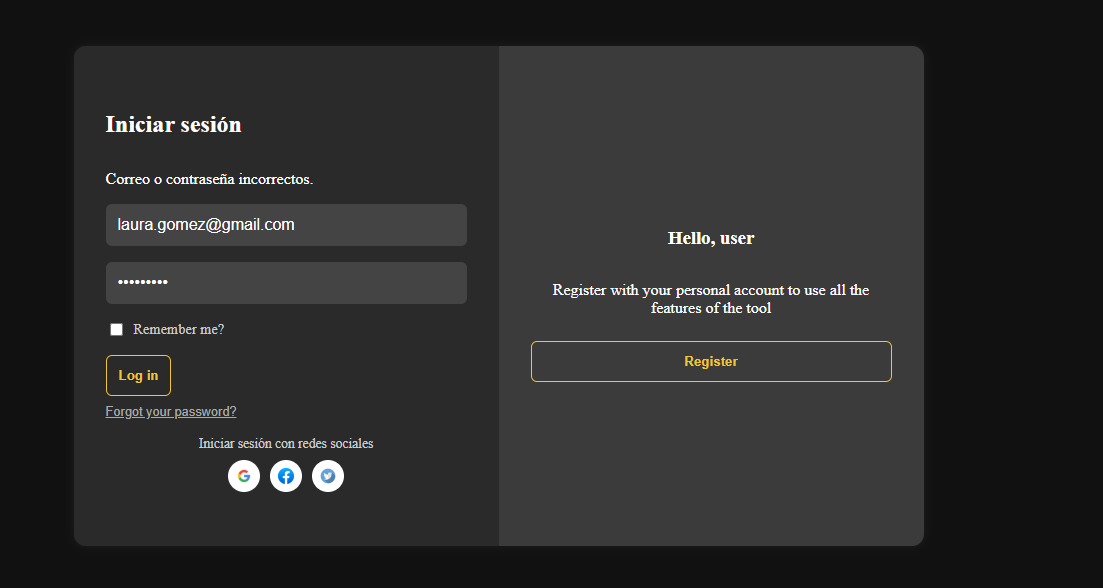 Iniciar sesión
Correo o contraseña incorrectos.
laura.gomez@gmail.com
•••••••••
Remember me?
Log in
Forgot your password?
Iniciar sesión con redes sociales
Hello, user
Register with your personal account to use all the
features of the tool
Register